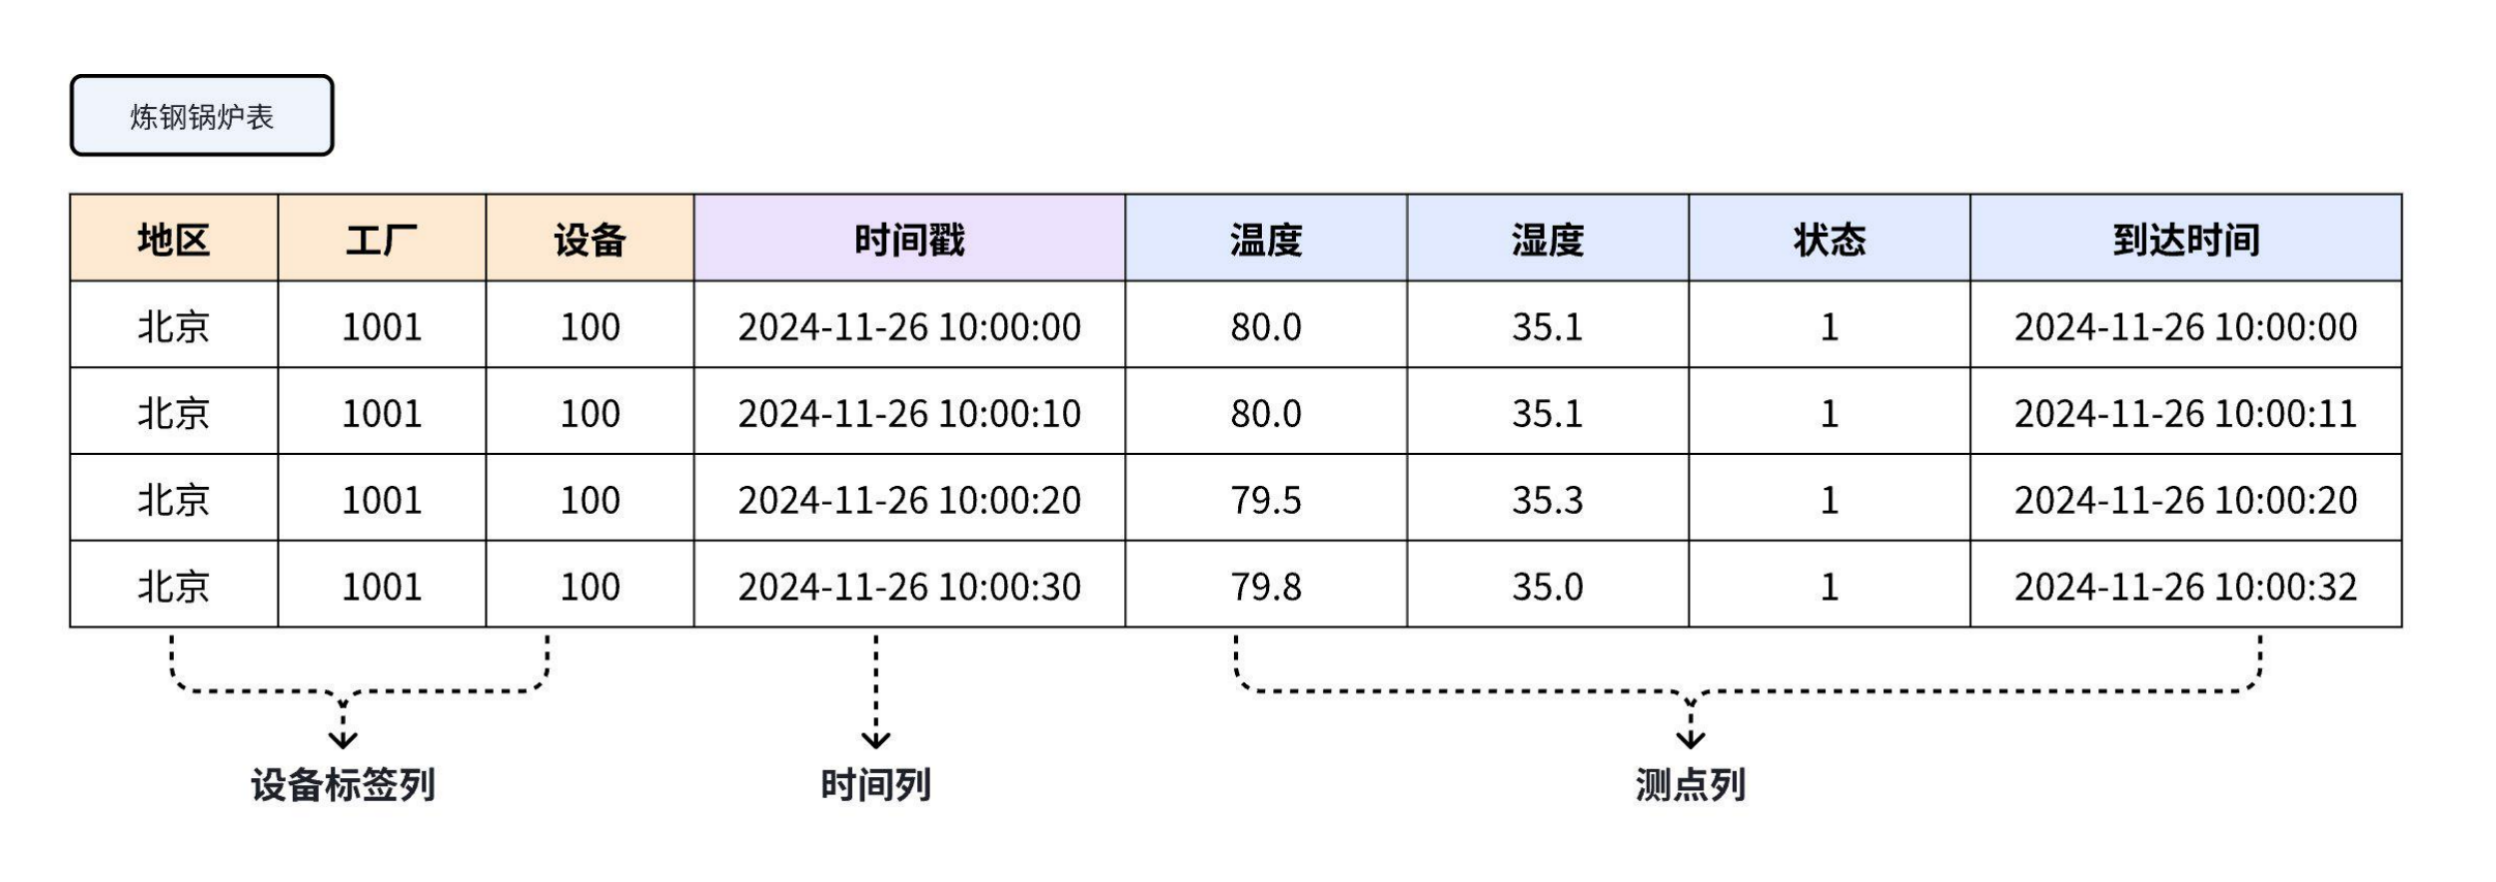 炼钢锅炉表
地区 工厂 设备 时间戳 温度 湿度 状态 到达时间
北京 1001 100 2024-11-26 10:00:00 80.0 35.1 1 2024-11-26 10:00:00
北京 1001 100 2024-11-26 10:00:10 80.0 35.1 1 2024-11-26 10:00:11
北京 1001 100 2024-11-26 10:00:20 79.5 35.3 1 2024-11-26 10:00:20
北京 1001 100 2024-11-26 10:00:30 79.8 35.0 1 2024-11-26 10:00:32
设备标签列 时间列 测点列